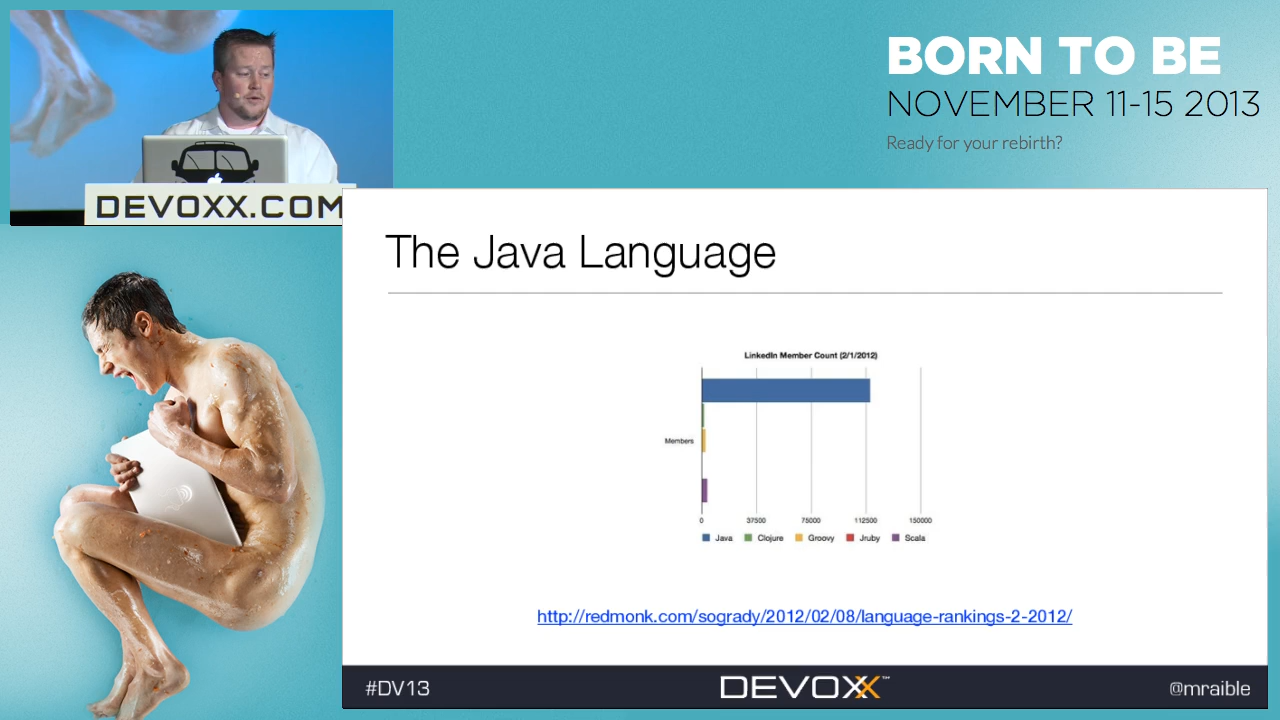 BORN TO BE
NOVEMBER 11-15 2013
Ready for your rebirth?
DEVOXX.COM
The Java Language
LinkedIn Member Count (2/1/2012)
Members
0 37500 75000 112500 150000
Java Clojure Groovy Jruby Scala
http://redmonk.com/sogrady/2012/02/08/language-rankings-2-2012/
#DV13 DEVOXX™ @mraible